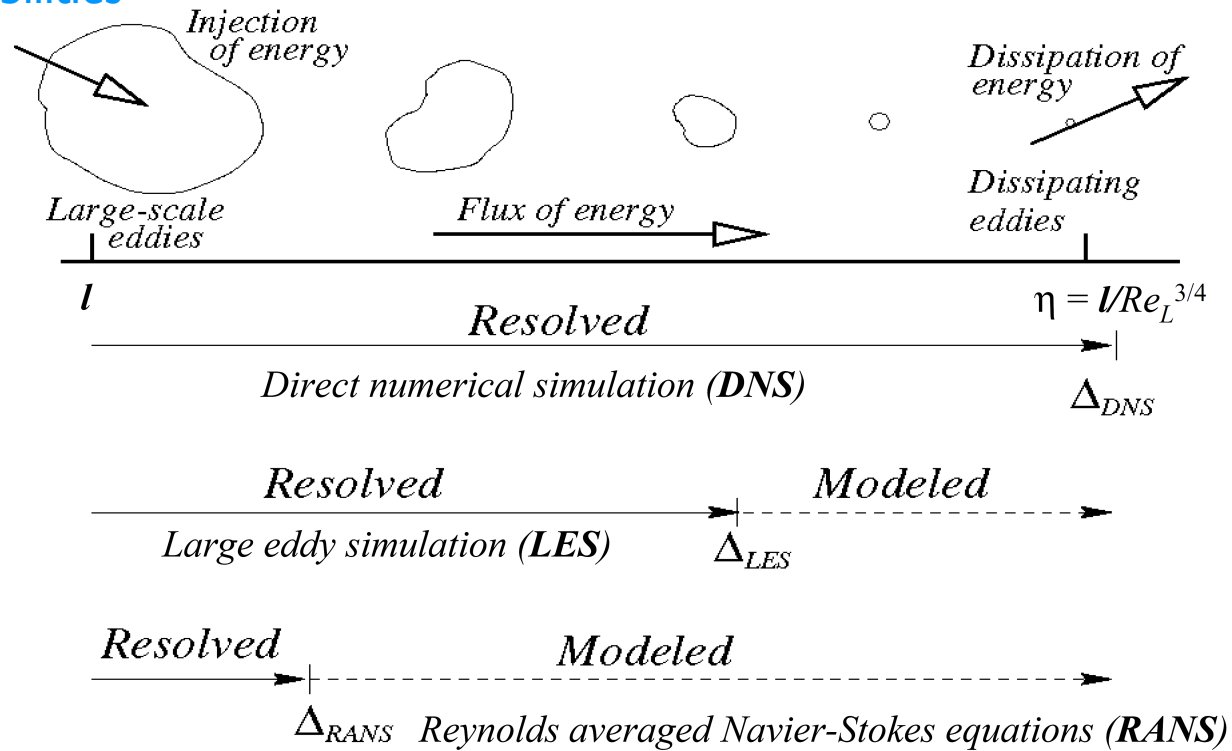 Injection
of energy
Dissipation of
energy
Large-scale
eddies
Flux of energy
Dissipating
eddies
l
η = l/Re_L^{3/4}
Resolved
Direct numerical simulation (DNS)
Δ_DNS
Resolved
Modeled
Large eddy simulation (LES)
Δ_LES
Resolved
Modeled
Δ_RANS
Reynolds averaged Navier-Stokes equations (RANS)